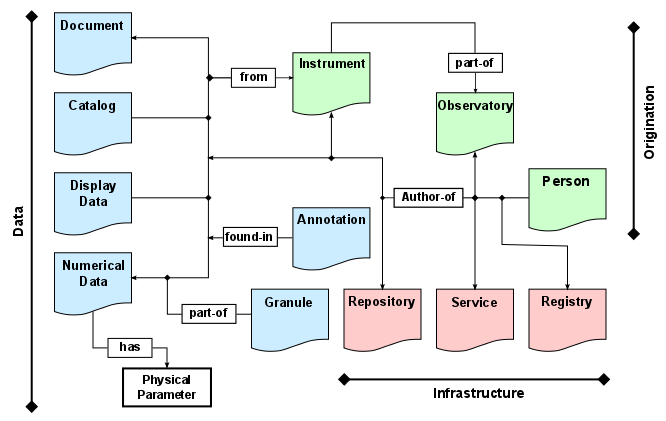 Document
Instrument
part-of
from
Catalog
Observatory
Origination
Display
Data
Person
Author-of
Data
Annotation
found-in
Numerical
Data
Granule
Repository
Service
Registry
part-of
has
Physical
Parameter
Infrastructure